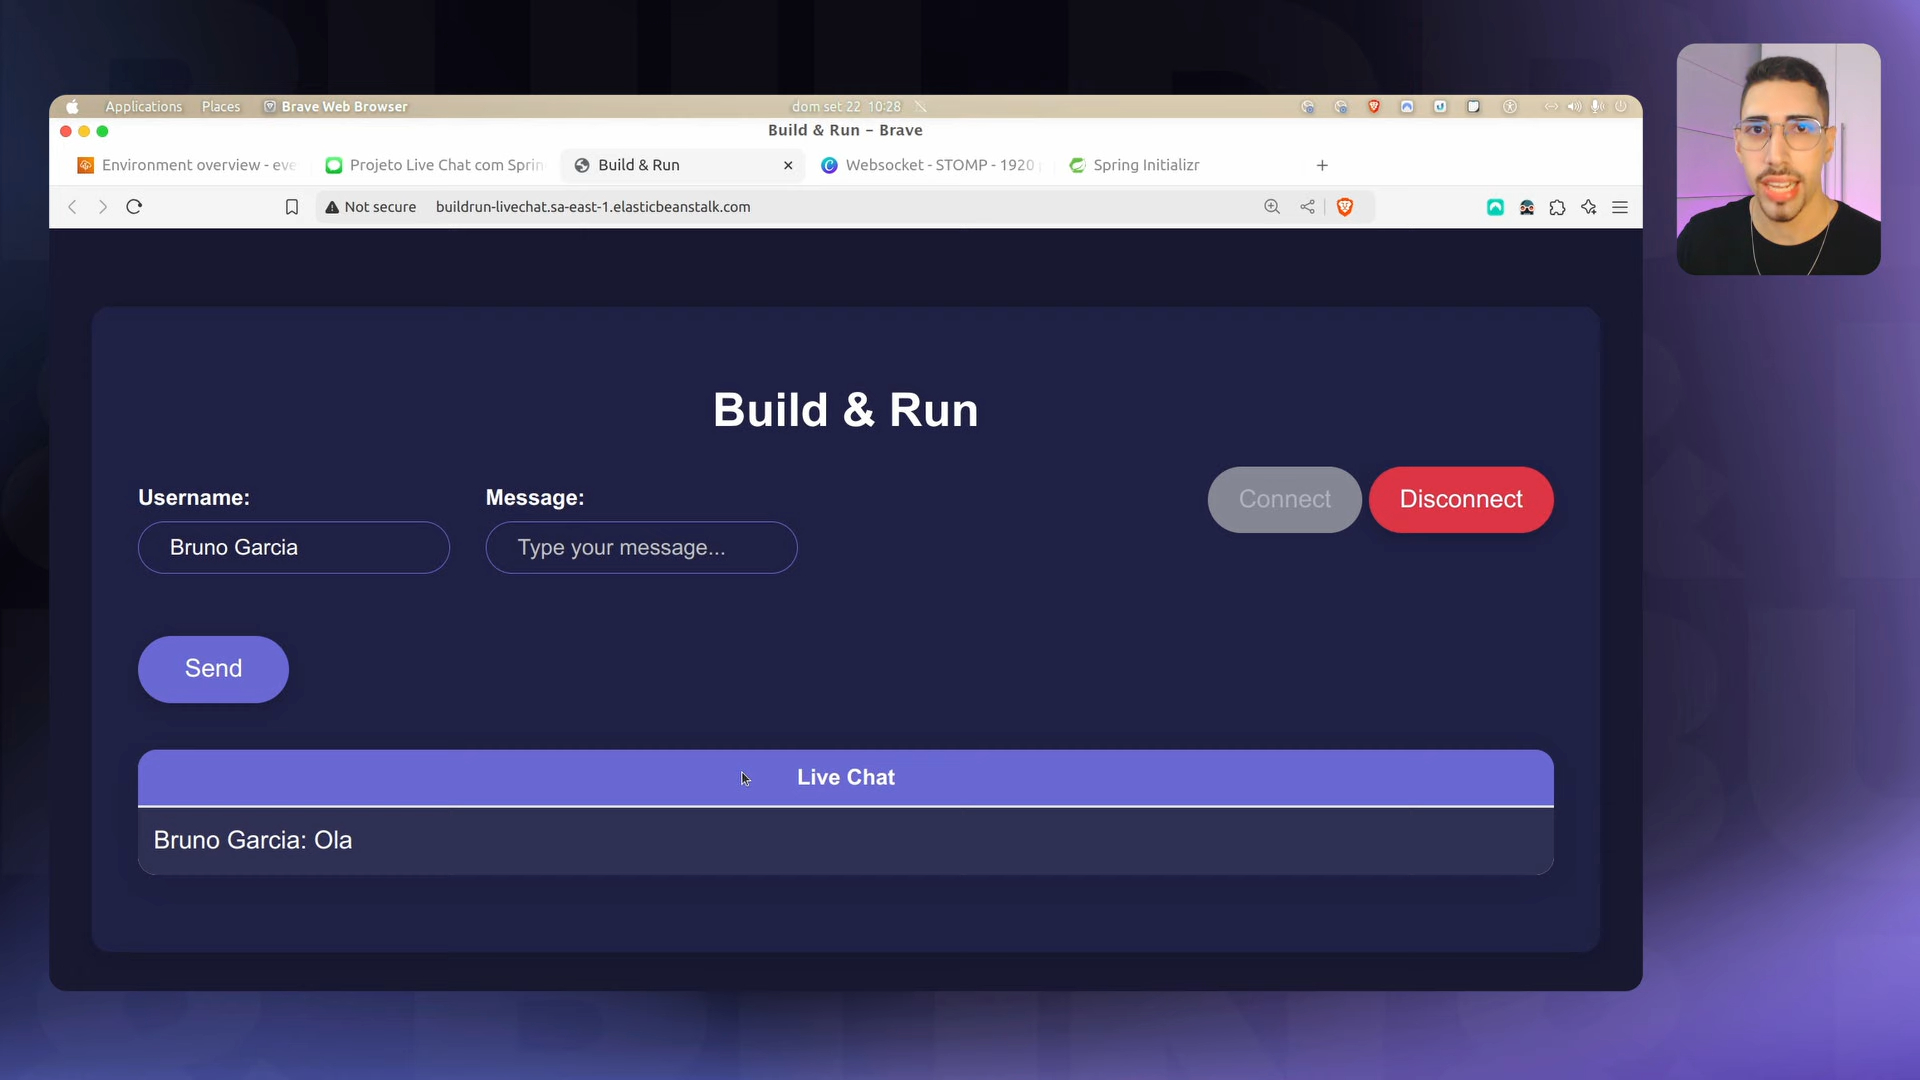 Applications Places Brave Web Browser dom set 22 10:28
Build & Run – Brave
Environment overview - eve Projeto Live Chat com Sprin Build & Run Websocket - STOMP - 1920 Spring Initializr
Not secure buildrun-livechat.sa-east-1.elasticbeanstalk.com
Build & Run
Username: Message: Connect Disconnect
Bruno Garcia Type your message...
Send
Live Chat
Bruno Garcia: Ola